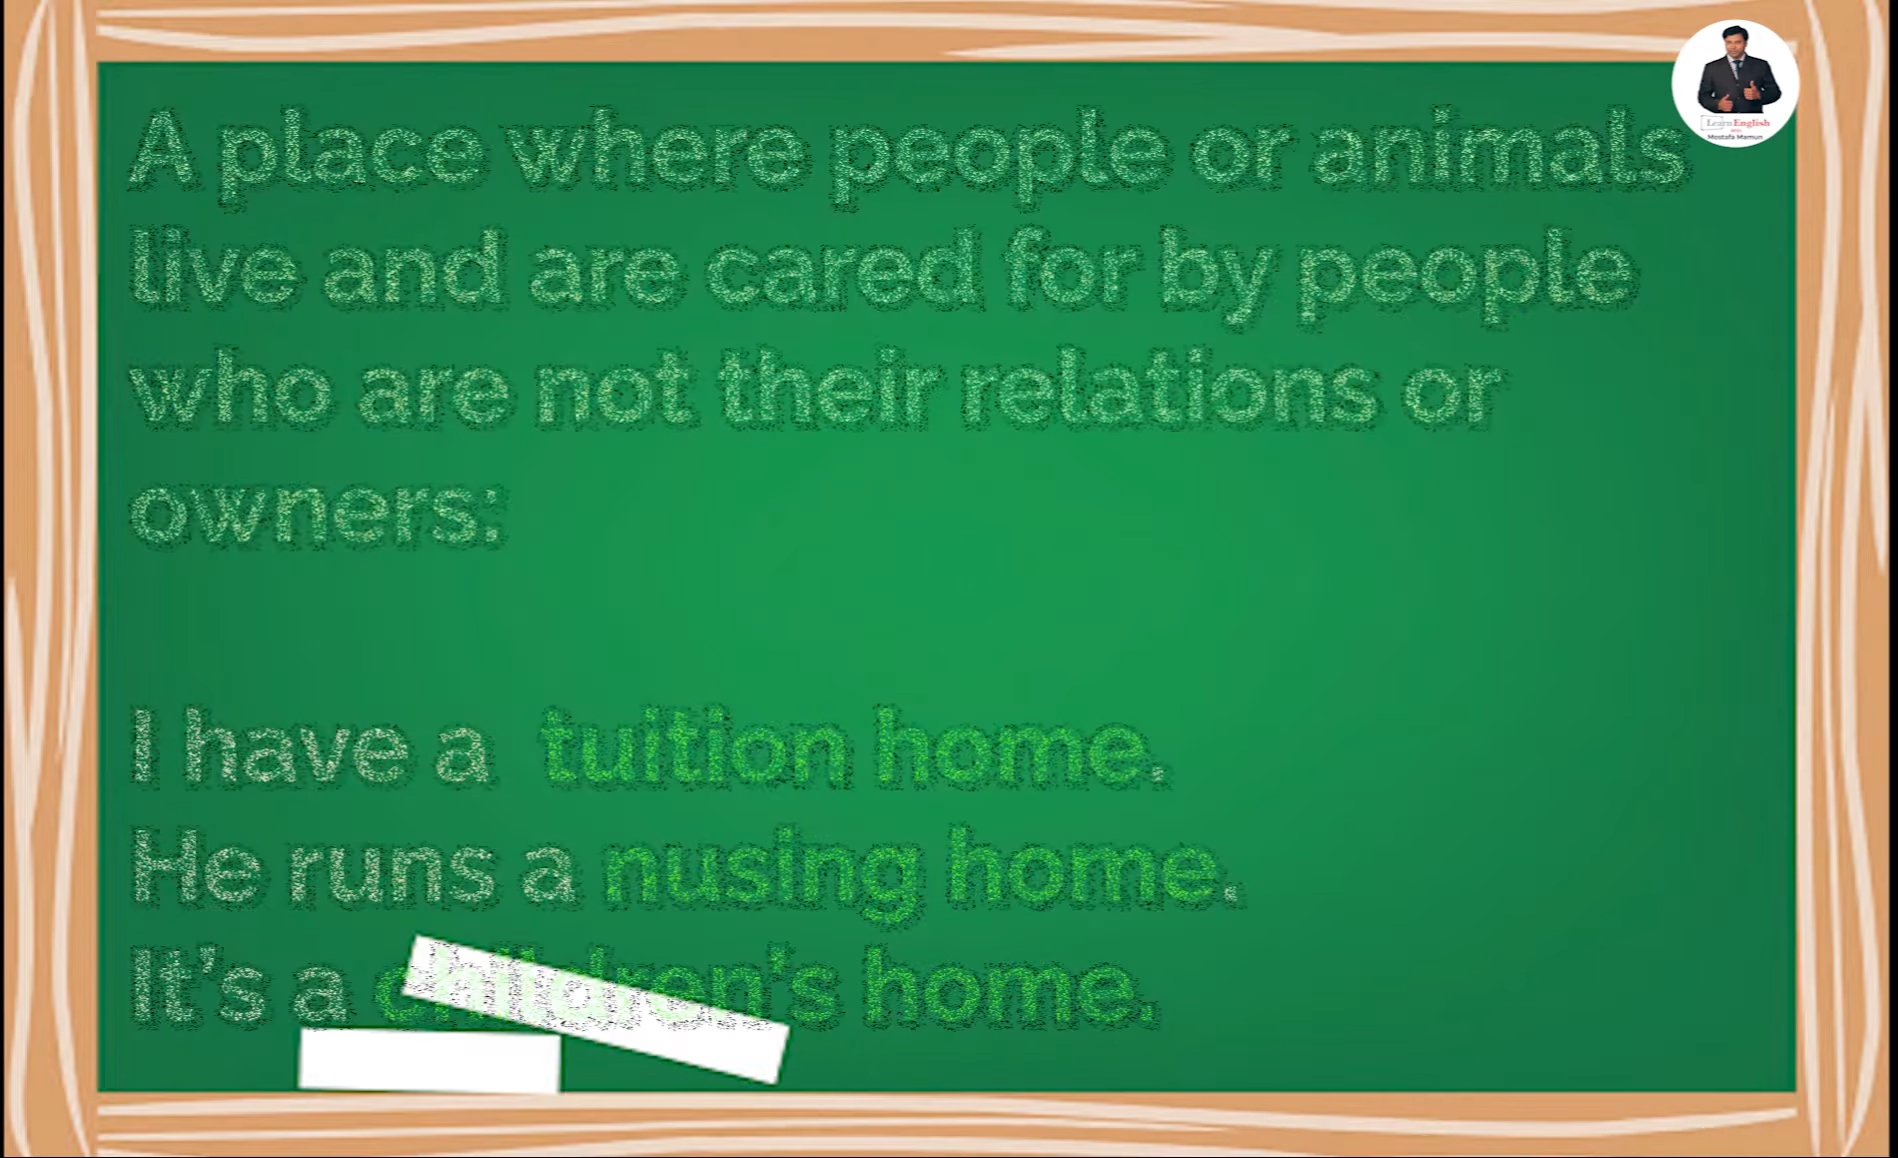 A place where people or animals
live and are cared for by people
who are not their relations or
owners:
I have a tuition home.
He runs a nusing home.
It's a children's home.
Learn English
WITH
Mostafa Mamun